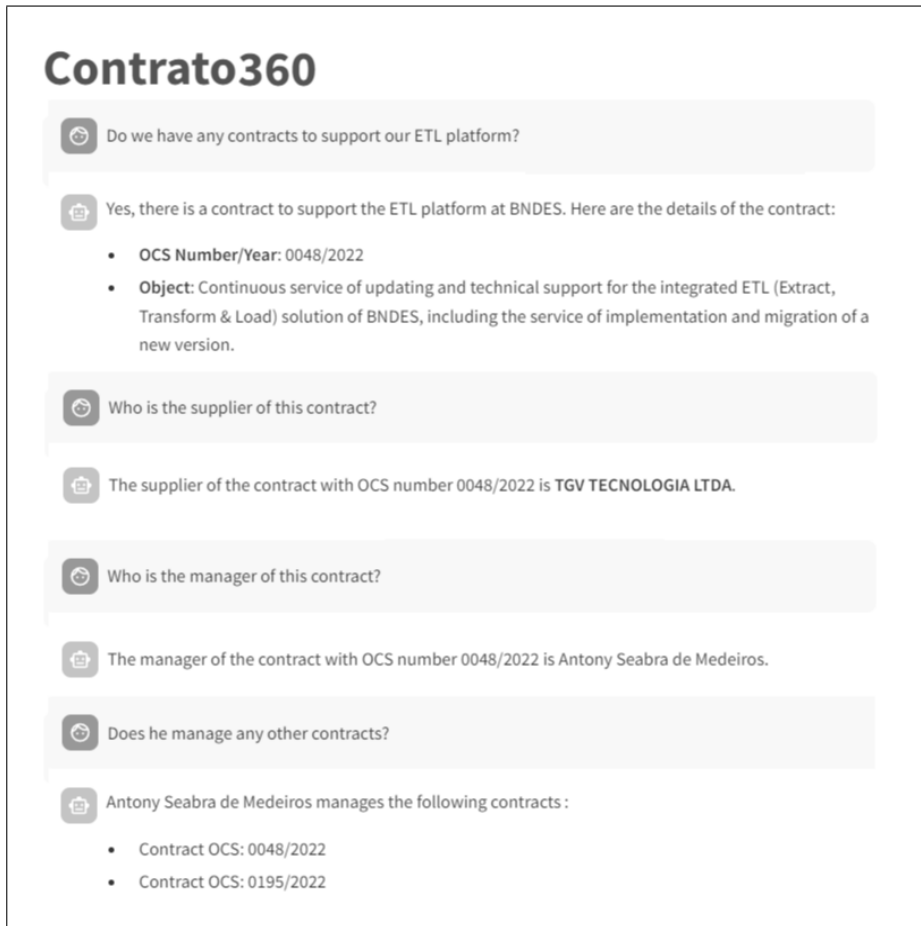 Contrato360
Do we have any contracts to support our ETL platform?
Yes, there is a contract to support the ETL platform at BNDES. Here are the details of the contract:
• OCS Number/Year: 0048/2022
• Object: Continuous service of updating and technical support for the integrated ETL (Extract,
Transform & Load) solution of BNDES, including the service of implementation and migration of a
new version.
Who is the supplier of this contract?
The supplier of the contract with OCS number 0048/2022 is TGV TECNOLOGIA LTDA.
Who is the manager of this contract?
The manager of the contract with OCS number 0048/2022 is Antony Seabra de Medeiros.
Does he manage any other contracts?
Antony Seabra de Medeiros manages the following contracts :
• Contract OCS: 0048/2022
• Contract OCS: 0195/2022